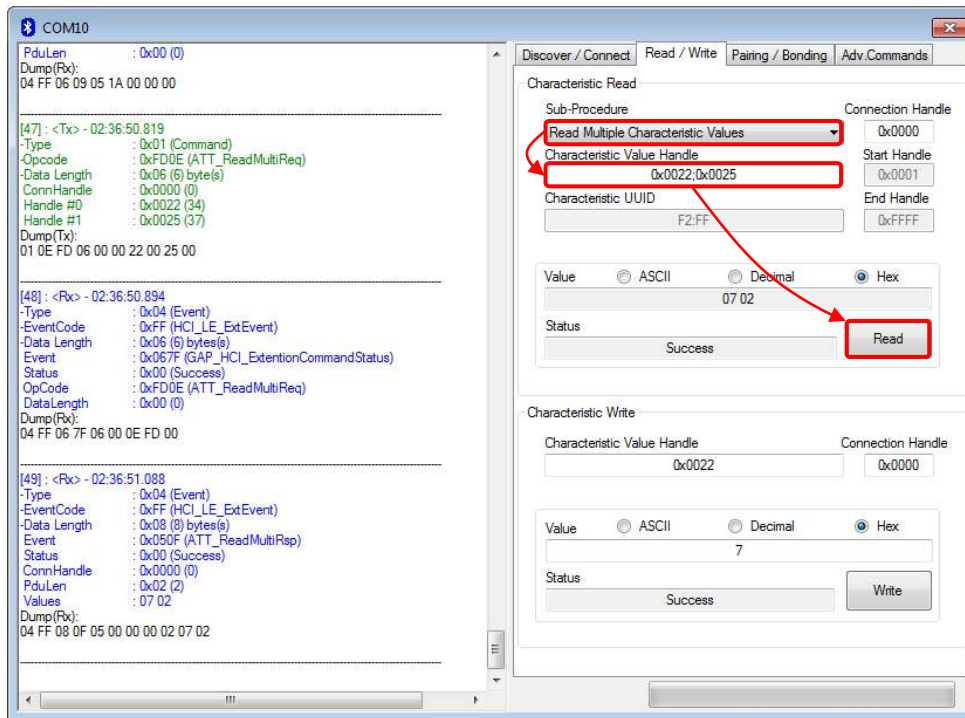 COM10
PduLen : 0x00 (0)
Dump(Rx):
04 FF 06 09 05 1A 00 00 00
[47] : <Tx> - 02:36:50.819
-Type : 0x01 (Command)
-Opcode : 0xFD0E (ATT_ReadMultiReq)
-Data Length : 0x06 (6) byte(s)
ConnHandle : 0x0000 (0)
Handle #0 : 0x0022 (34)
Handle #1 : 0x0025 (37)
Dump(Tx):
01 0E FD 06 00 00 22 00 25 00
[48] : <Rx> - 02:36:50.894
-Type : 0x04 (Event)
-EventCode : 0xFF (HCI_LE_ExtEvent)
-Data Length : 0x06 (6) bytes(s)
Event : 0x067F (GAP_HCI_ExtentionCommandStatus)
Status : 0x00 (Success)
OpCode : 0xFD0E (ATT_ReadMultiReq)
DataLength : 0x00 (0)
Dump(Rx):
04 FF 06 7F 06 00 0E FD 00
[49] : <Rx> - 02:36:51.088
-Type : 0x04 (Event)
-EventCode : 0xFF (HCI_LE_ExtEvent)
-Data Length : 0x08 (8) bytes(s)
Event : 0x050F (ATT_ReadMultiRsp)
Status : 0x00 (Success)
ConnHandle : 0x0000 (0)
PduLen : 0x02 (2)
Values : 07 02
Dump(Rx):
04 FF 08 0F 05 00 00 00 02 07 02
Discover / Connect Read / Write Pairing / Bonding Adv.Commands
Characteristic Read
Sub-Procedure Connection Handle
Read Multiple Characteristic Values 0x0000
Characteristic Value Handle Start Handle
0x0022;0x0025 0x0001
Characteristic UUID End Handle
F2:FF 0xFFFF
Value ASCII Decimal Hex
07 02
Status
Success Read
Characteristic Write
Characteristic Value Handle Connection Handle
0x0022 0x0000
Value ASCII Decimal Hex
7
Status
Success Write